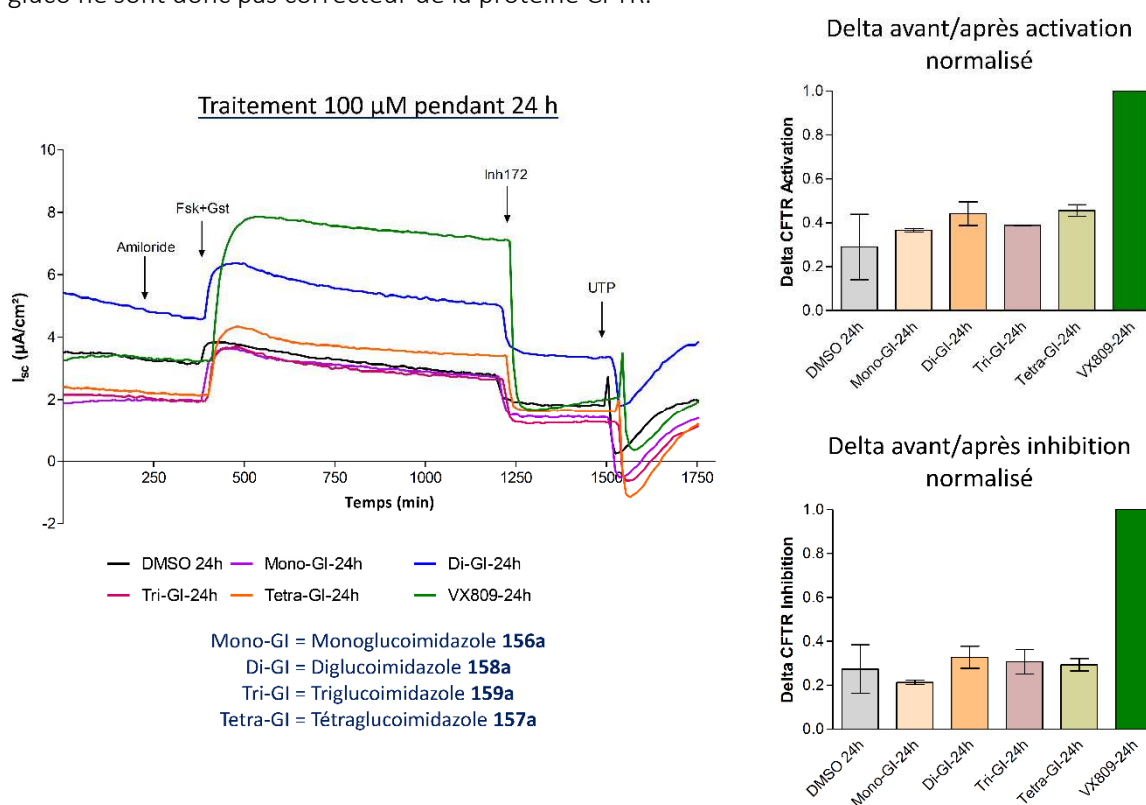 gluco ne sont donc pas correcteur de la protéine CFTR.
Traitement 100 µM pendant 24 h
10
8
6
4
2
0
-2
Isc (µA/cm²)
Amiloride
Fsk+Gst
Inh172
UTP
250
500
750
1000
1250
1500
1750
Temps (min)
DMSO 24h
Mono-GI-24h
Di-GI-24h
Tri-GI-24h
Tetra-GI-24h
VX809-24h
Mono-GI = Monoglucoimidazole 156a
Di-GI = Diglucoimidazole 158a
Tri-GI = Triglucoimidazole 159a
Tetra-GI = Tétraglucoimidazole 157a
Delta avant/après activation
normalisé
Delta CFTR Activation
1.0
0.8
0.6
0.4
0.2
0.0
DMSO 24h
Mono-GI-24h
Di-GI-24h
Tri-GI-24h
Tetra-GI-24h
VX809-24h
Delta avant/après inhibition
normalisé
Delta CFTR Inhibition
1.0
0.8
0.6
0.4
0.2
0.0
DMSO 24h
Mono-GI-24h
Di-GI-24h
Tri-GI-24h
Tetra-GI-24h
VX809-24h